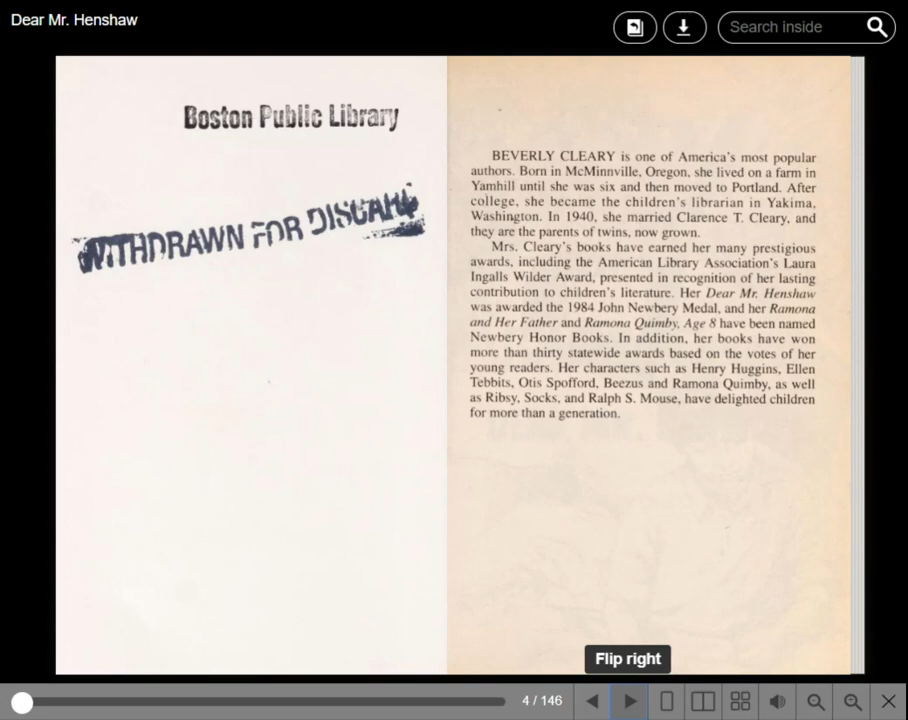 Dear Mr. Henshaw
Search inside
Boston Public Library
WITHDRAWN FOR DISCARD
BEVERLY CLEARY is one of America's most popular
authors. Born in McMinnville, Oregon, she lived on a farm in
Yamhill until she was six and then moved to Portland. After
college, she became the children's librarian in Yakima,
Washington. In 1940, she married Clarence T. Cleary, and
they are the parents of twins, now grown.
Mrs. Cleary's books have earned her many prestigious
awards, including the American Library Association's Laura
Ingalls Wilder Award, presented in recognition of her lasting
contribution to children's literature. Her Dear Mr. Henshaw
was awarded the 1984 John Newbery Medal, and her Ramona
and Her Father and Ramona Quimby, Age 8 have been named
Newbery Honor Books. In addition, her books have won
more than thirty statewide awards based on the votes of her
young readers. Her characters such as Henry Huggins, Ellen
Tebbits, Otis Spofford, Beezus and Ramona Quimby, as well
as Ribsy, Socks, and Ralph S. Mouse, have delighted children
for more than a generation.
Flip right
4 / 146